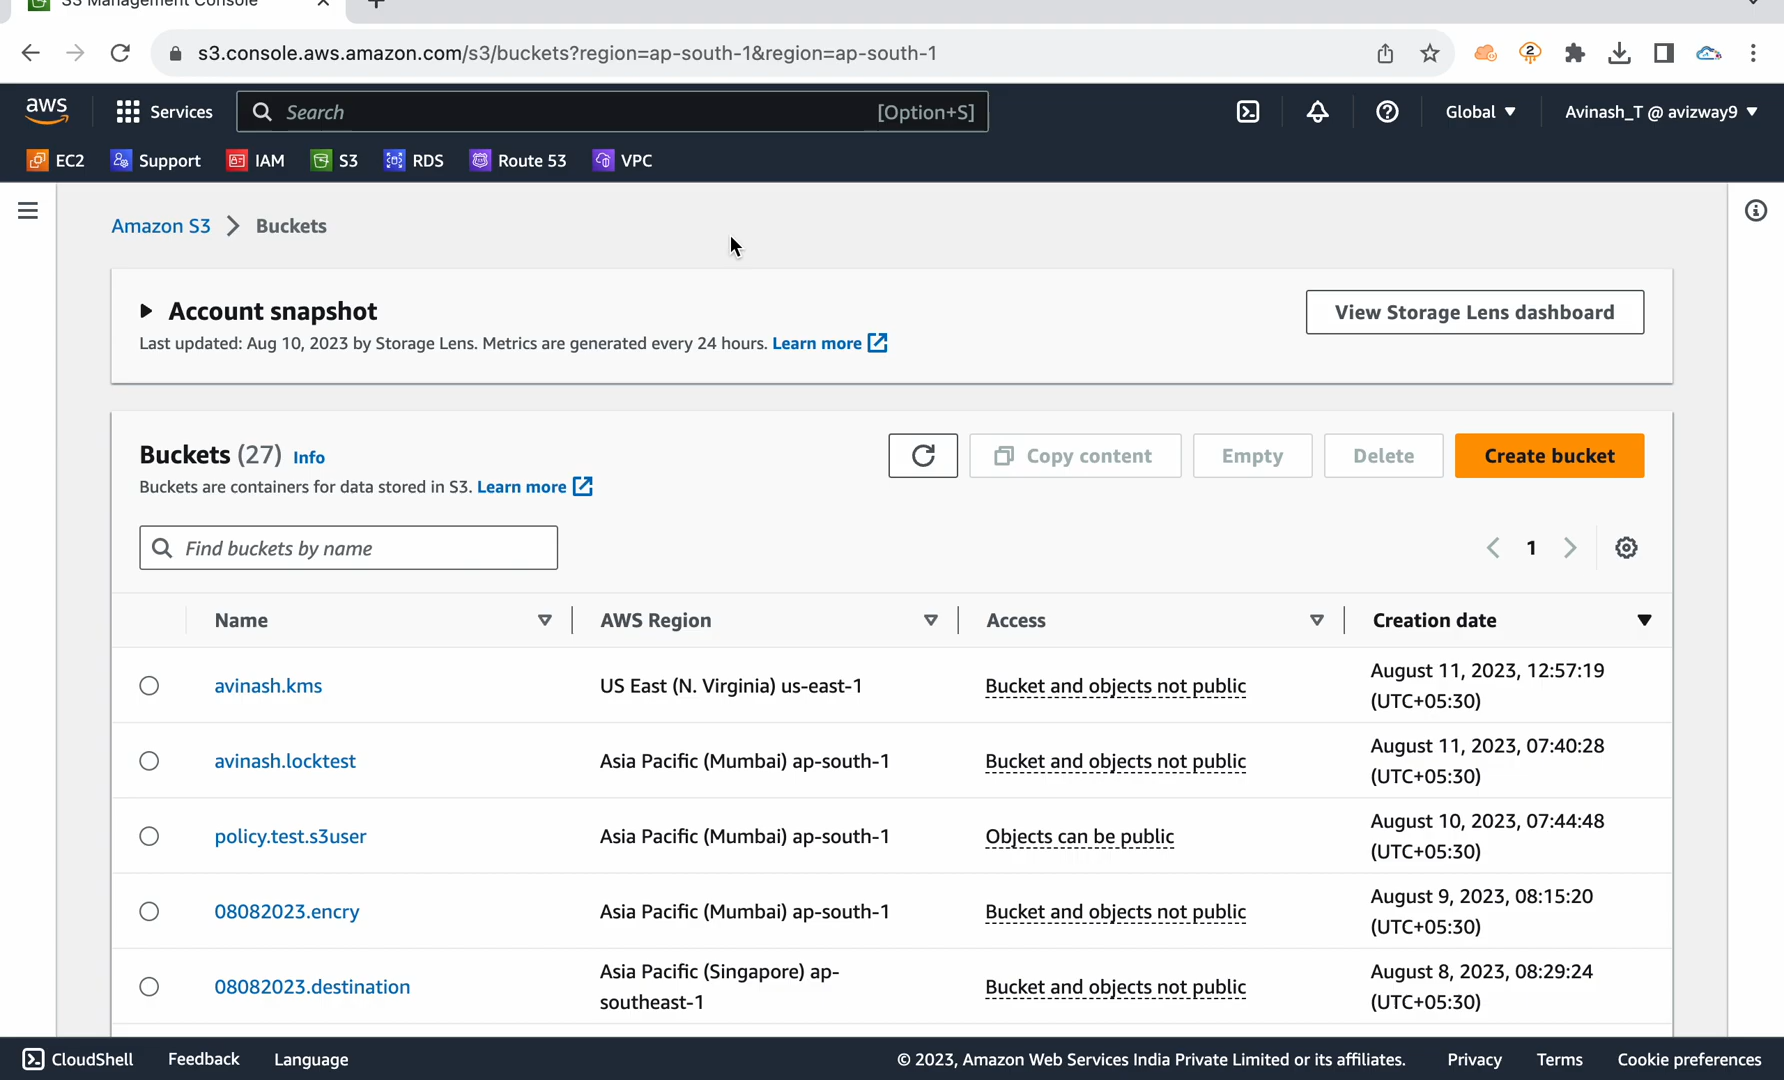 S3 Management Console
s3.console.aws.amazon.com/s3/buckets?region=ap-south-1&region=ap-south-1
2
aws
Services
Search
[Option+S]
Global
Avinash_T @ avizway9
EC2
Support
IAM
S3
RDS
Route 53
VPC
Amazon S3 > Buckets
Account snapshot
View Storage Lens dashboard
Last updated: Aug 10, 2023 by Storage Lens. Metrics are generated every 24 hours. Learn more
Buckets (27) Info
Copy content
Empty
Delete
Create bucket
Buckets are containers for data stored in S3. Learn more
Find buckets by name
1
Name
AWS Region
Access
Creation date
avinash.kms
US East (N. Virginia) us-east-1
Bucket and objects not public
August 11, 2023, 12:57:19
(UTC+05:30)
avinash.locktest
Asia Pacific (Mumbai) ap-south-1
Bucket and objects not public
August 11, 2023, 07:40:28
(UTC+05:30)
policy.test.s3user
Asia Pacific (Mumbai) ap-south-1
Objects can be public
August 10, 2023, 07:44:48
(UTC+05:30)
08082023.encry
Asia Pacific (Mumbai) ap-south-1
Bucket and objects not public
August 9, 2023, 08:15:20
(UTC+05:30)
08082023.destination
Asia Pacific (Singapore) ap-
southeast-1
Bucket and objects not public
August 8, 2023, 08:29:24
(UTC+05:30)
CloudShell
Feedback
Language
© 2023, Amazon Web Services India Private Limited or its affiliates.
Privacy
Terms
Cookie preferences